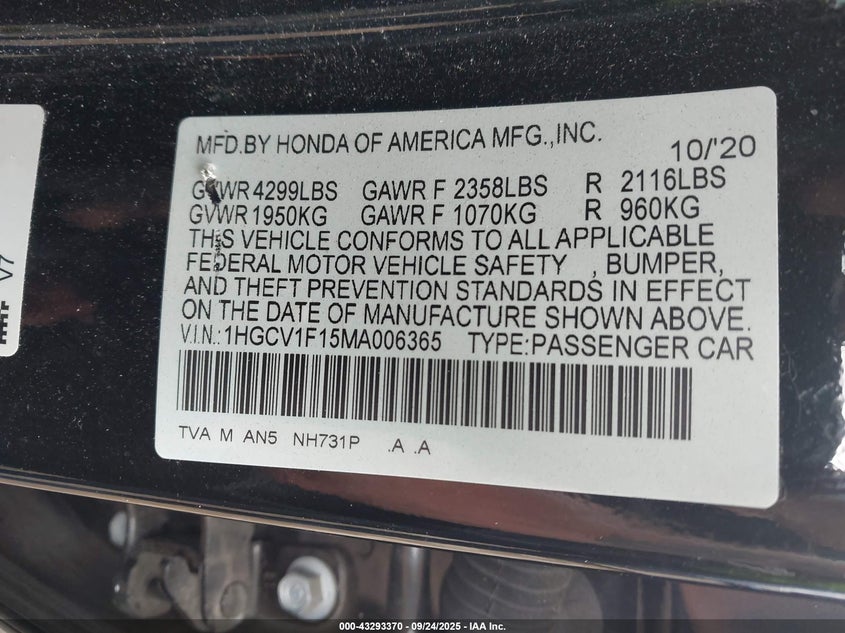 MFD.BY HONDA OF AMERICA MFG.,INC. 10/'20
GVWR 4299LBS GAWR F 2358LBS R 2116LBS
GVWR 1950KG GAWR F 1070KG R 960KG
THIS VEHICLE CONFORMS TO ALL APPLICABLE
FEDERAL MOTOR VEHICLE SAFETY , BUMPER,
AND THEFT PREVENTION STANDARDS IN EFFECT
ON THE DATE OF MANUFACTURE SHOWN ABOVE.
V.I.N.:1HGCV1F15MA006365 TYPE:PASSENGER CAR
TVA M AN5 NH731P .A .A
V7
000-43293370 - 09/24/2025 - IAA Inc.